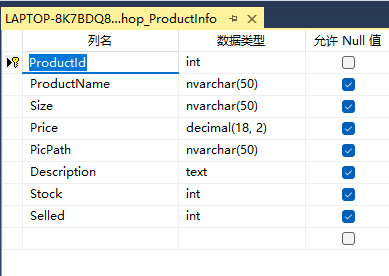 LAPTOP-8K7BDQ8...hop_ProductInfo
列名 数据类型 允许 Null 值
ProductId int
ProductName nvarchar(50)
Size nvarchar(50)
Price decimal(18, 2)
PicPath nvarchar(50)
Description text
Stock int
Selled int